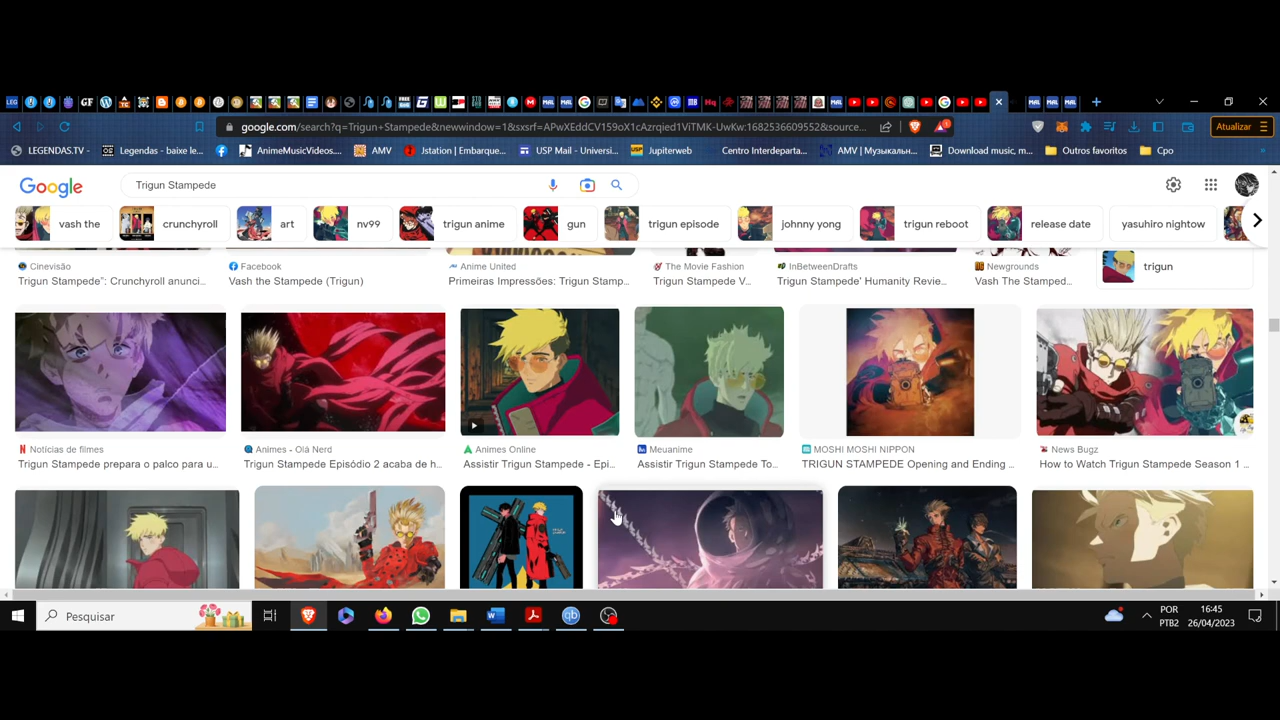 google.com/search?q=Trigun+Stampede&newwindow=1&sxsrf=APwXEddCV159oX1cAzrqied1ViTMK-UwKw:1682536609552&source...
Atualizar
LEGENDAS.TV - Legendas - baixe le... AnimeMusicVideos.... AMV Jstation | Embarque... USP Mail - Universi... Jupiterweb Centro Interdeparta... AMV | Музыкальн... Download music, m... Outros favoritos Cpo
Google Trigun Stampede
vash the crunchyroll art nv99 trigun anime gun trigun episode johnny yong trigun reboot release date yasuhiro nightow
Cinevisão Facebook Anime United The Movie Fashion InBetweenDrafts Newgrounds trigun
Trigun Stampede": Crunchyroll anunci... Vash the Stampede (Trigun) Primeiras Impressões: Trigun Stamp... Trigun Stampede V... Trigun Stampede' Humanity Revie... Vash The Stamped...
Notícias de filmes Animes - Olá Nerd Animes Online Meuanime MOSHI MOSHI NIPPON News Bugz
Trigun Stampede prepara o palco para u... Trigun Stampede Episódio 2 acaba de h... Assistir Trigun Stampede - Epi... Assistir Trigun Stampede To... TRIGUN STAMPEDE Opening and Ending ... How to Watch Trigun Stampede Season 1 ...
Pesquisar
POR 16:45
PTB2 26/04/2023